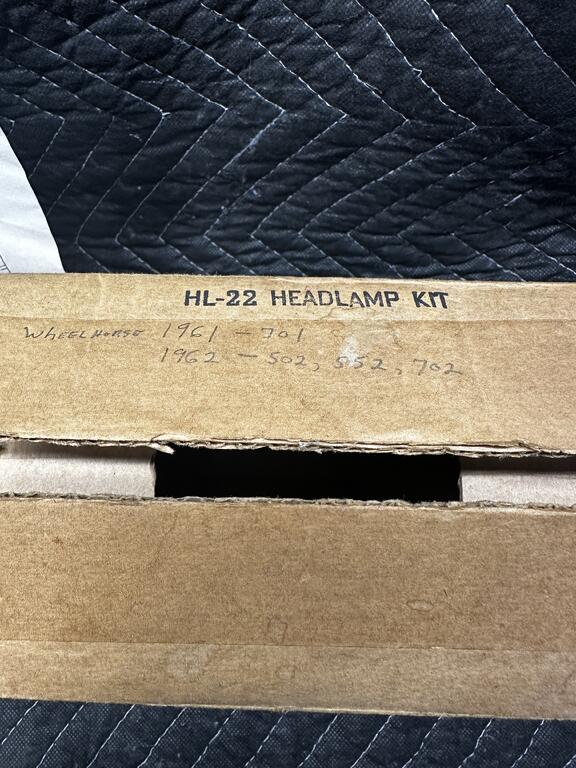 HL-22 HEADLAMP KIT
WHEELHORSE 1961 - 701
1962 - 502, 552, 702